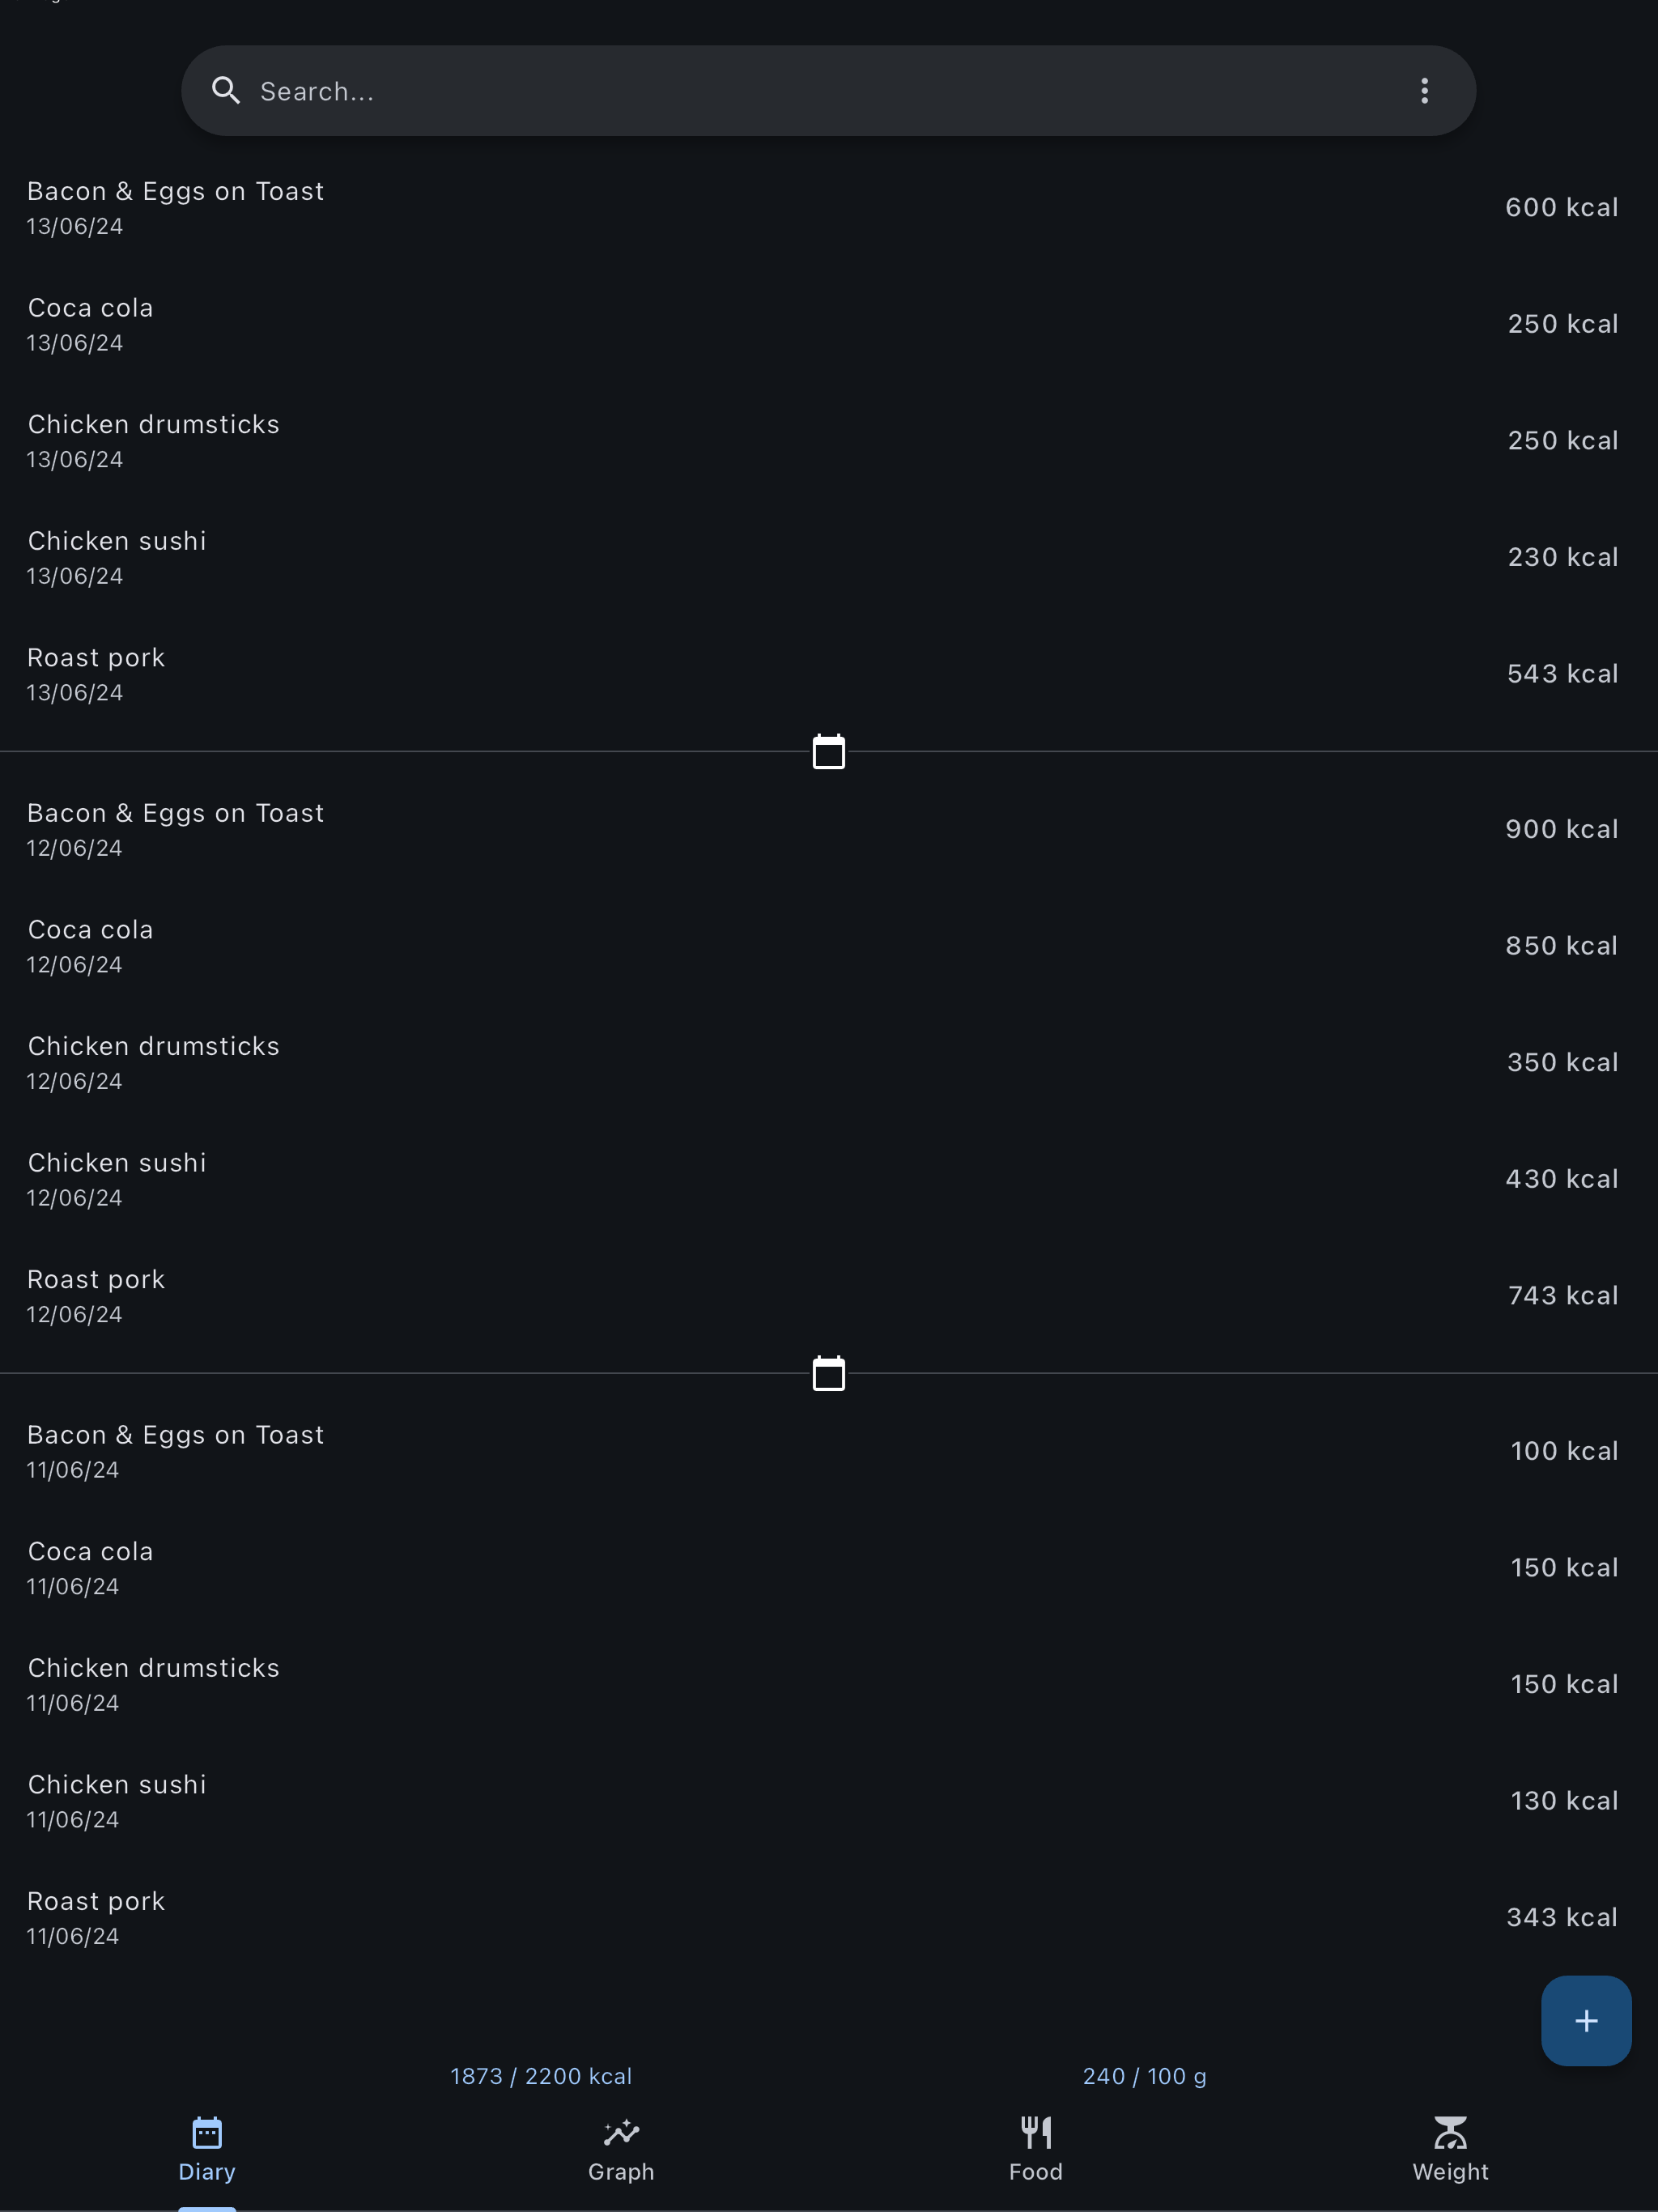 Search...
Bacon & Eggs on Toast
13/06/24
600 kcal
Coca cola
13/06/24
250 kcal
Chicken drumsticks
13/06/24
250 kcal
Chicken sushi
13/06/24
230 kcal
Roast pork
13/06/24
543 kcal
Bacon & Eggs on Toast
12/06/24
900 kcal
Coca cola
12/06/24
850 kcal
Chicken drumsticks
12/06/24
350 kcal
Chicken sushi
12/06/24
430 kcal
Roast pork
12/06/24
743 kcal
Bacon & Eggs on Toast
11/06/24
100 kcal
Coca cola
11/06/24
150 kcal
Chicken drumsticks
11/06/24
150 kcal
Chicken sushi
11/06/24
130 kcal
Roast pork
11/06/24
343 kcal
1873 / 2200 kcal
240 / 100 g
Diary
Graph
Food
Weight